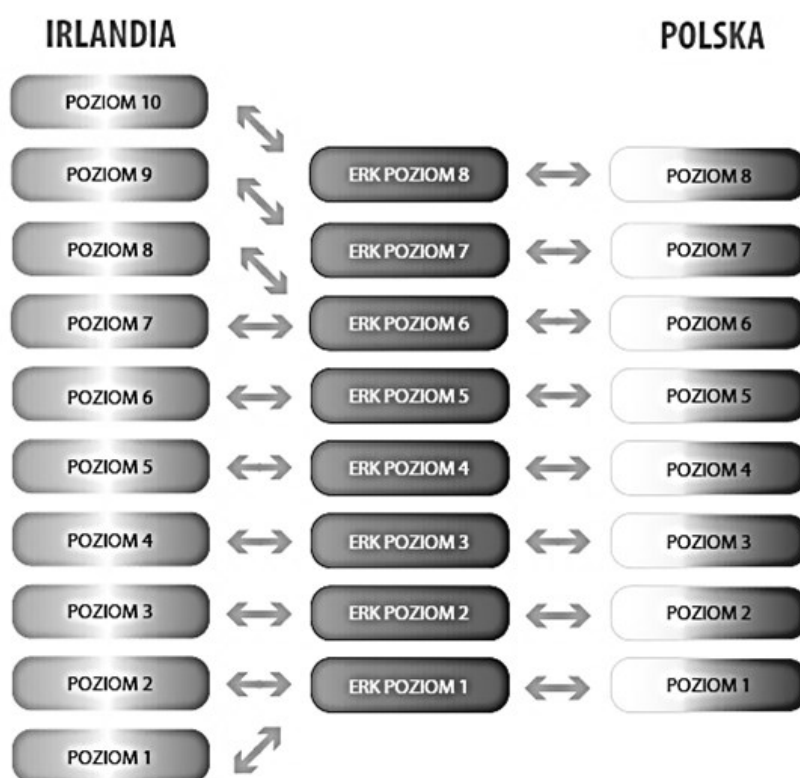 IRLANDIA POLSKA
POZIOM 10
POZIOM 9 ERK POZIOM 8 POZIOM 8
POZIOM 8 ERK POZIOM 7 POZIOM 7
POZIOM 7 ERK POZIOM 6 POZIOM 6
POZIOM 6 ERK POZIOM 5 POZIOM 5
POZIOM 5 ERK POZIOM 4 POZIOM 4
POZIOM 4 ERK POZIOM 3 POZIOM 3
POZIOM 3 ERK POZIOM 2 POZIOM 2
POZIOM 2 ERK POZIOM 1 POZIOM 1
POZIOM 1